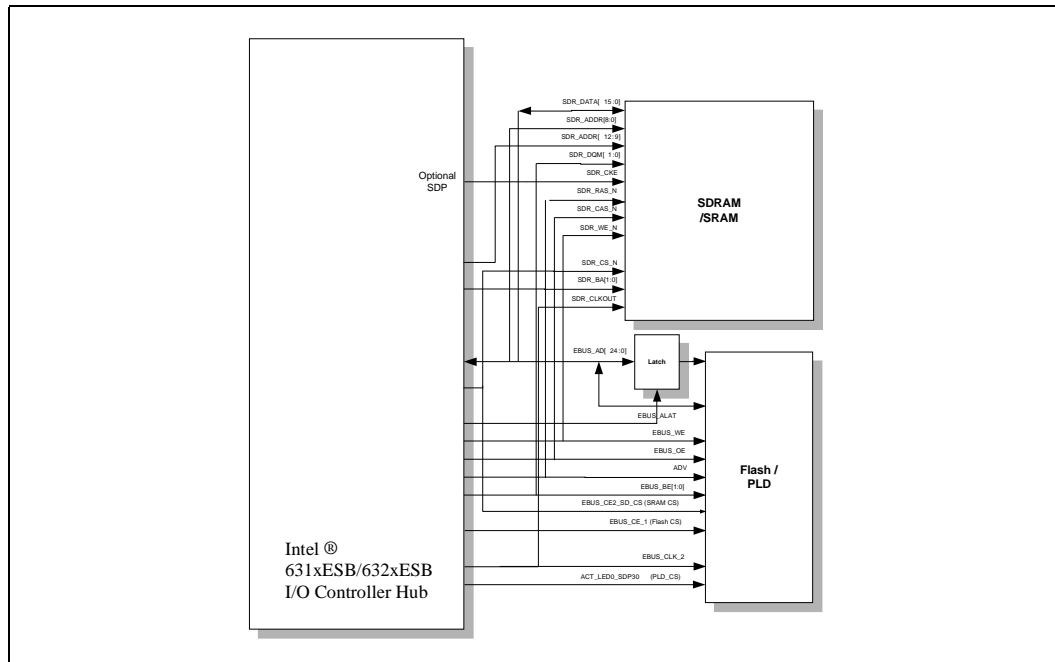 SDR_DATA[ 15:0]
SDR_ADDR[8:0]
SDR_ADDR[ 12:9]
SDR_DQM[ 1:0]
Optional
SDP
SDR_CKE
SDR_RAS_N
SDR_CAS_N
SDR_WE_N
SDRAM
/SRAM
SDR_CS_N
SDR_BA[1:0]
SDR_CLKOUT
EBUS_AD[ 24:0]
Latch
EBUS_ALAT
EBUS_WE
EBUS_OE
ADV
EBUS_BE[1:0]
Flash /
PLD
EBUS_CE2_SD_CS (SRAM CS)
EBUS_CE_1 (Flash CS)
Intel ®
631xESB/632xESB
I/O Controller Hub
EBUS_CLK_2
ACT_LED0_SDP30 (PLD_CS)